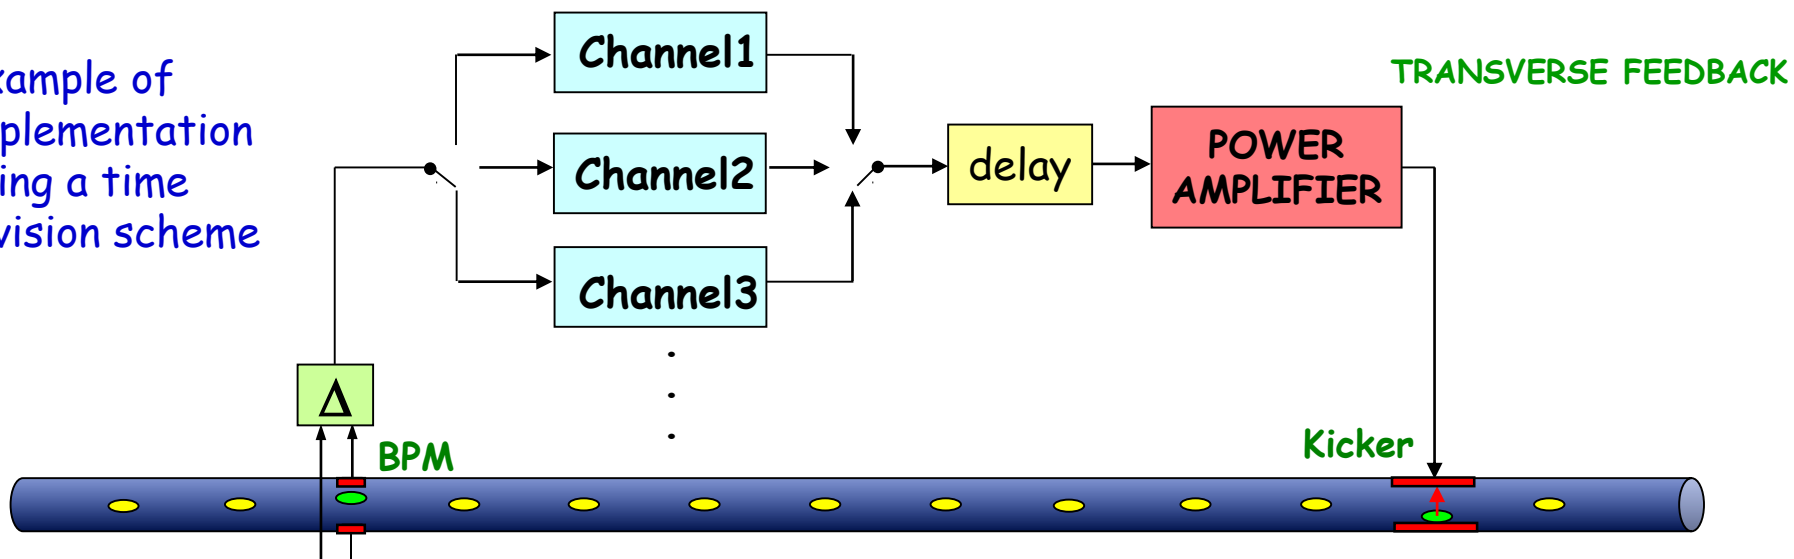 xample of
plementation
ing a time
vision scheme
Channel1
Channel2
Channel3
.
.
.
delay
POWER
AMPLIFIER
TRANSVERSE FEEDBACK
Δ
BPM
Kicker